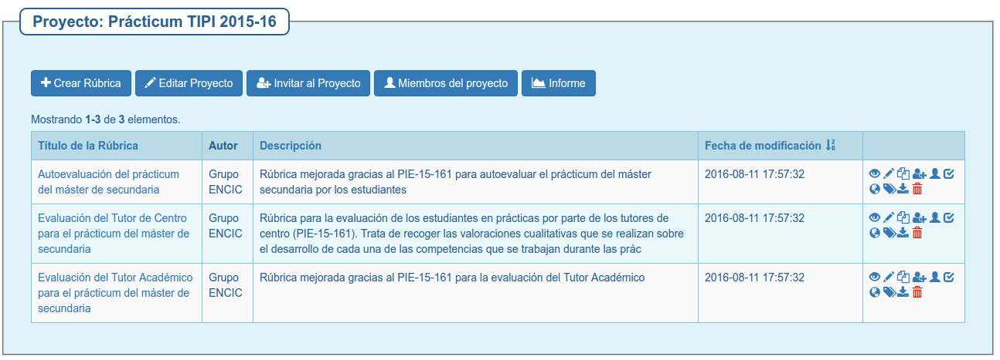 Proyecto: Prácticum TIPI 2015-16
Crear Rúbrica Editar Proyecto Invitar al Proyecto Miembros del proyecto Informe
Mostrando 1-3 de 3 elementos.
Título de la Rúbrica Autor Descripción Fecha de modificación
Autoevaluación del prácticum
del máster de secundaria
Grupo
ENCIC
Rúbrica mejorada gracias al PIE-15-161 para autoevaluar el prácticum del máster
secundaria por los estudiantes
2016-08-11 17:57:32
Evaluación del Tutor de Centro
para el prácticum del máster de
secundaria
Grupo
ENCIC
Rúbrica para la evaluación de los estudiantes en prácticas por parte de los tutores de
centro (PIE-15-161). Trata de recoger las valoraciones cualitativas que se realizan sobre
el desarrollo de cada una de las competencias que se trabajan durante las prác
2016-08-11 17:57:32
Evaluación del Tutor Académico
para el prácticum del máster de
secundaria
Grupo
ENCIC
Rúbrica mejorada gracias al PIE-15-161 para la evaluación del Tutor Académico
2016-08-11 17:57:32